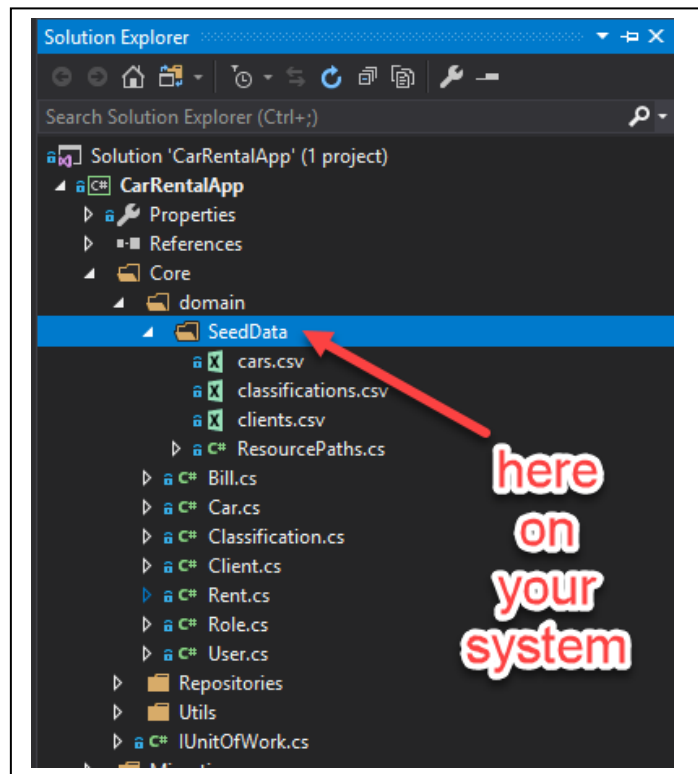 Solution Explorer
Search Solution Explorer (Ctrl+;)
Solution 'CarRentalApp' (1 project)
C# CarRentalApp
Properties
References
Core
domain
SeedData
cars.csv
classifications.csv
clients.csv
C# ResourcePaths.cs
C# Bill.cs
C# Car.cs
C# Classification.cs
C# Client.cs
C# Rent.cs
C# Role.cs
C# User.cs
Repositories
Utils
C# IUnitOfWork.cs
here
on
your
system